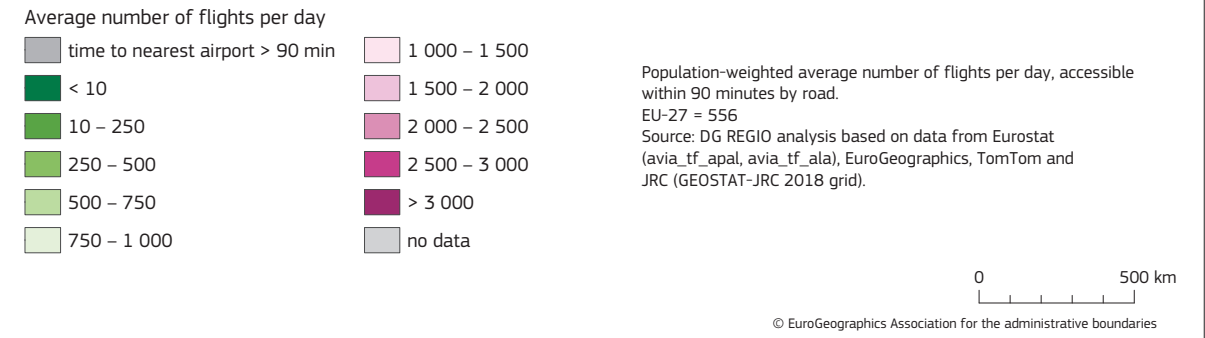 Average number of flights per day
time to nearest airport > 90 min
< 10
10 – 250
250 – 500
500 – 750
750 – 1 000
1 000 – 1 500
1 500 – 2 000
2 000 – 2 500
2 500 – 3 000
> 3 000
no data
Population-weighted average number of flights per day, accessible
within 90 minutes by road.
EU-27 = 556
Source: DG REGIO analysis based on data from Eurostat
(avia_tf_apal, avia_tf_ala), EuroGeographics, TomTom and
JRC (GEOSTAT-JRC 2018 grid).
0 500 km
© EuroGeographics Association for the administrative boundaries